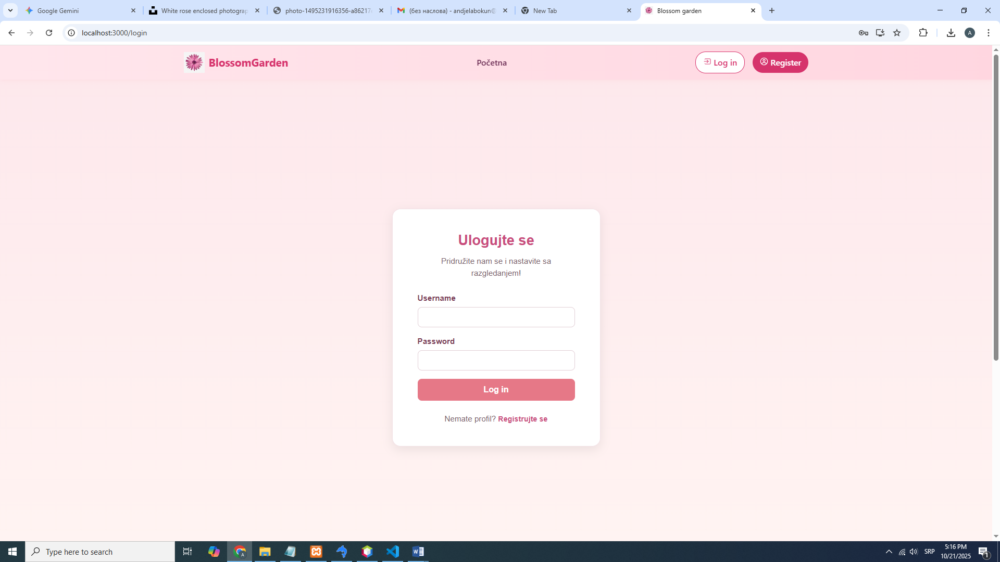 Google Gemini
White rose enclosed photograp
photo-1495231916356-a86217
(без наслова) - andjelabokun@
New Tab
Blossom garden
localhost:3000/login
A
BlossomGarden
Početna
Log in
Register
Ulogujte se
Pridružite nam se i nastavite sa
razgledanjem!
Username
Password
Log in
Nemate profil? Registrujte se
Type here to search
A
SRP
5:16 PM
10/21/2025
1